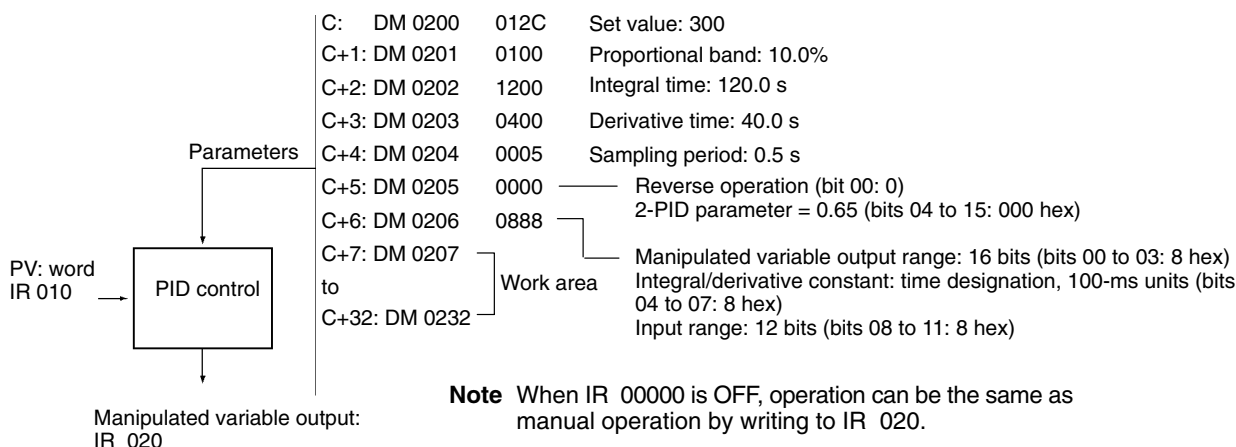 C: DM 0200 012C Set value: 300
C+1: DM 0201 0100 Proportional band: 10.0%
C+2: DM 0202 1200 Integral time: 120.0 s
C+3: DM 0203 0400 Derivative time: 40.0 s
Parameters
C+4: DM 0204 0005 Sampling period: 0.5 s
C+5: DM 0205 0000 Reverse operation (bit 00: 0)
2-PID parameter = 0.65 (bits 04 to 15: 000 hex)
C+6: DM 0206 0888
C+7: DM 0207
to
C+32: DM 0232
Work area
Manipulated variable output range: 16 bits (bits 00 to 03: 8 hex)
Integral/derivative constant: time designation, 100-ms units (bits
04 to 07: 8 hex)
Input range: 12 bits (bits 08 to 11: 8 hex)
PV: word
IR 010
PID control
Manipulated variable output:
IR 020
Note When IR 00000 is OFF, operation can be the same as
manual operation by writing to IR 020.